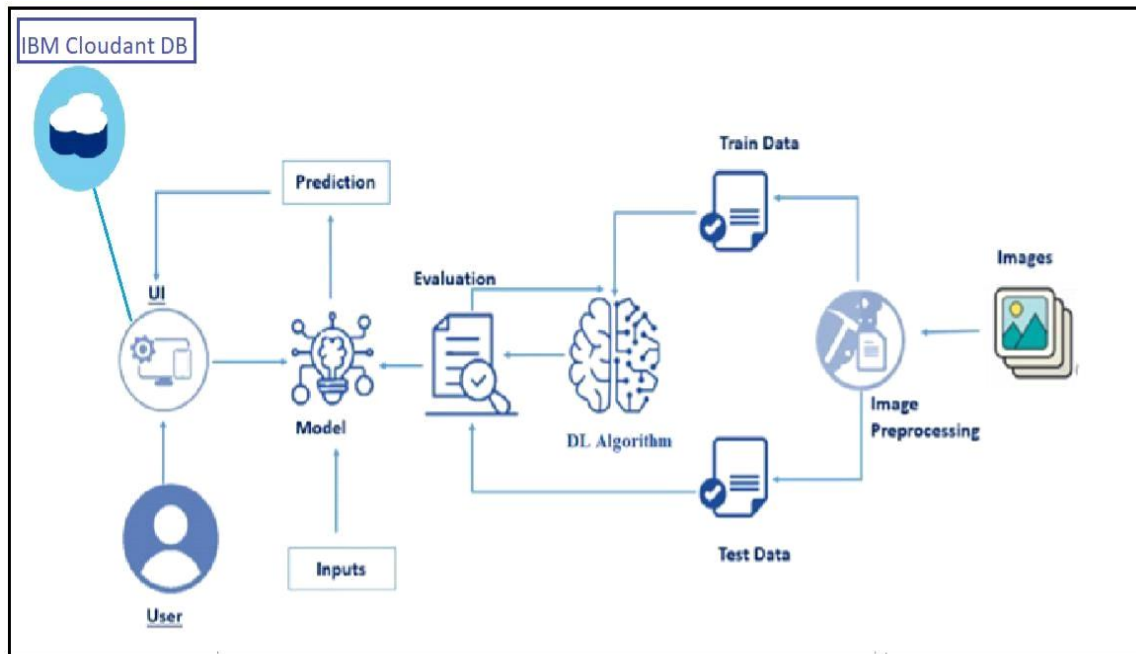 IBM Cloudant DB
Train Data
Prediction
Images
Evaluation
UI
Image
Preprocessing
Model
DL Algorithm
Test Data
Inputs
User